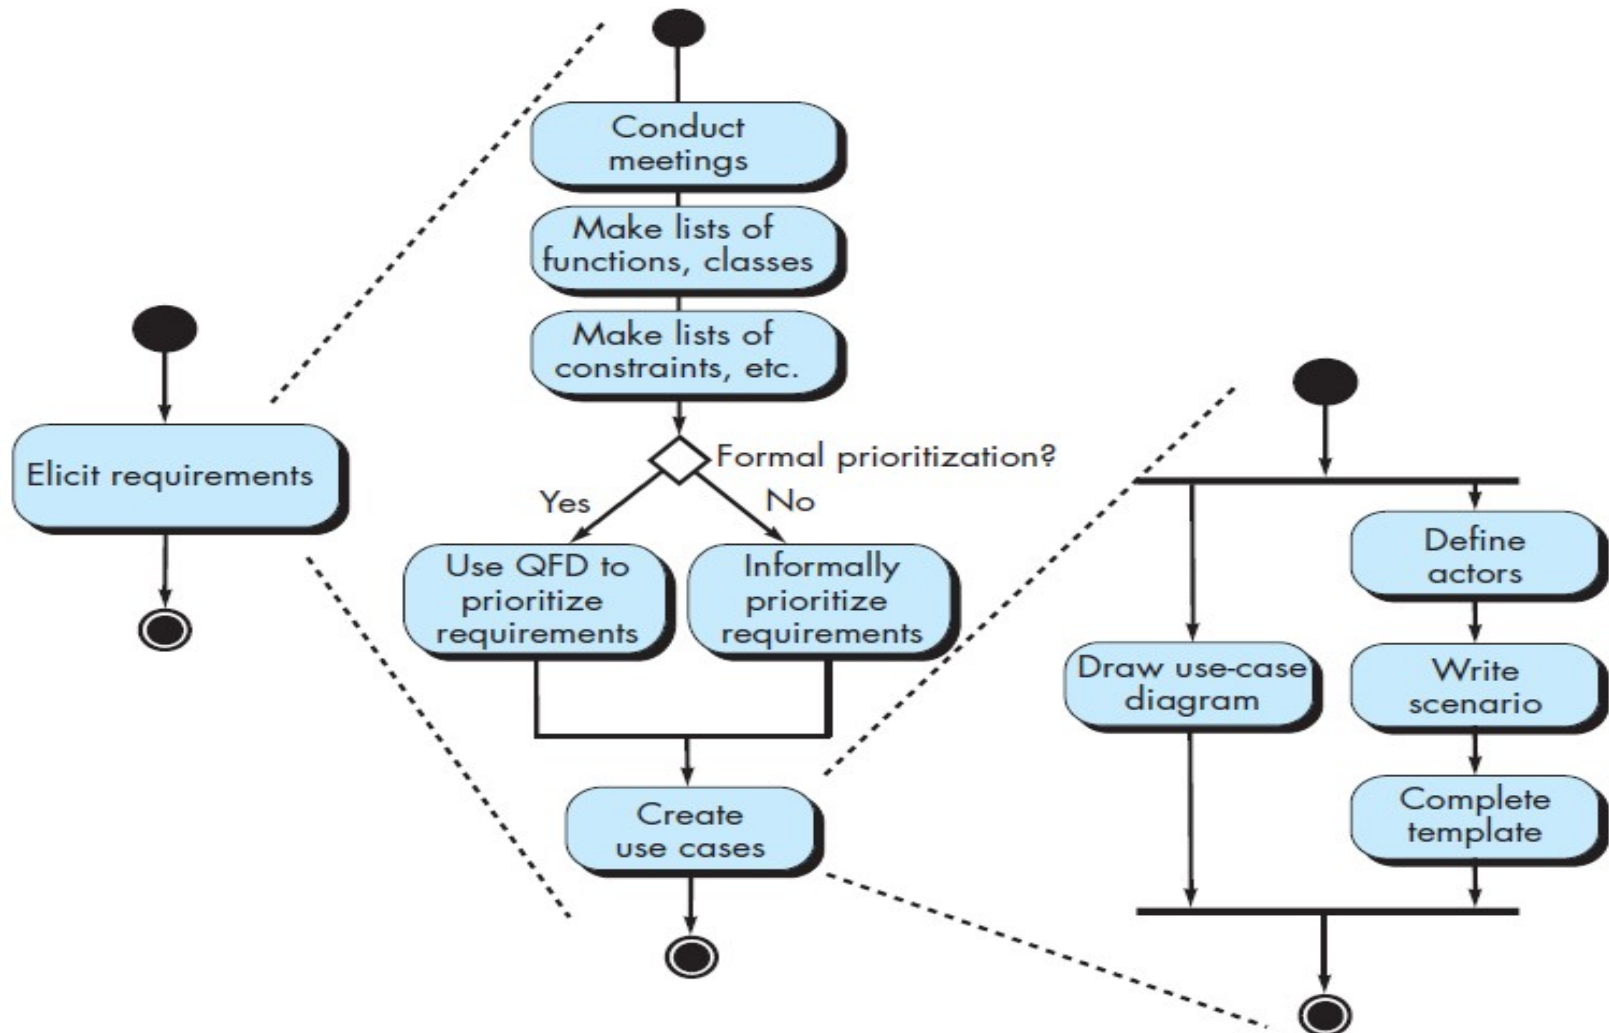 Elicit requirements
Conduct
meetings
Make lists of
functions, classes
Make lists of
constraints, etc.
Formal prioritization?
Yes
No
Use QFD to
prioritize
requirements
Informally
prioritize
requirements
Create
use cases
Draw use-case
diagram
Define
actors
Write
scenario
Complete
template